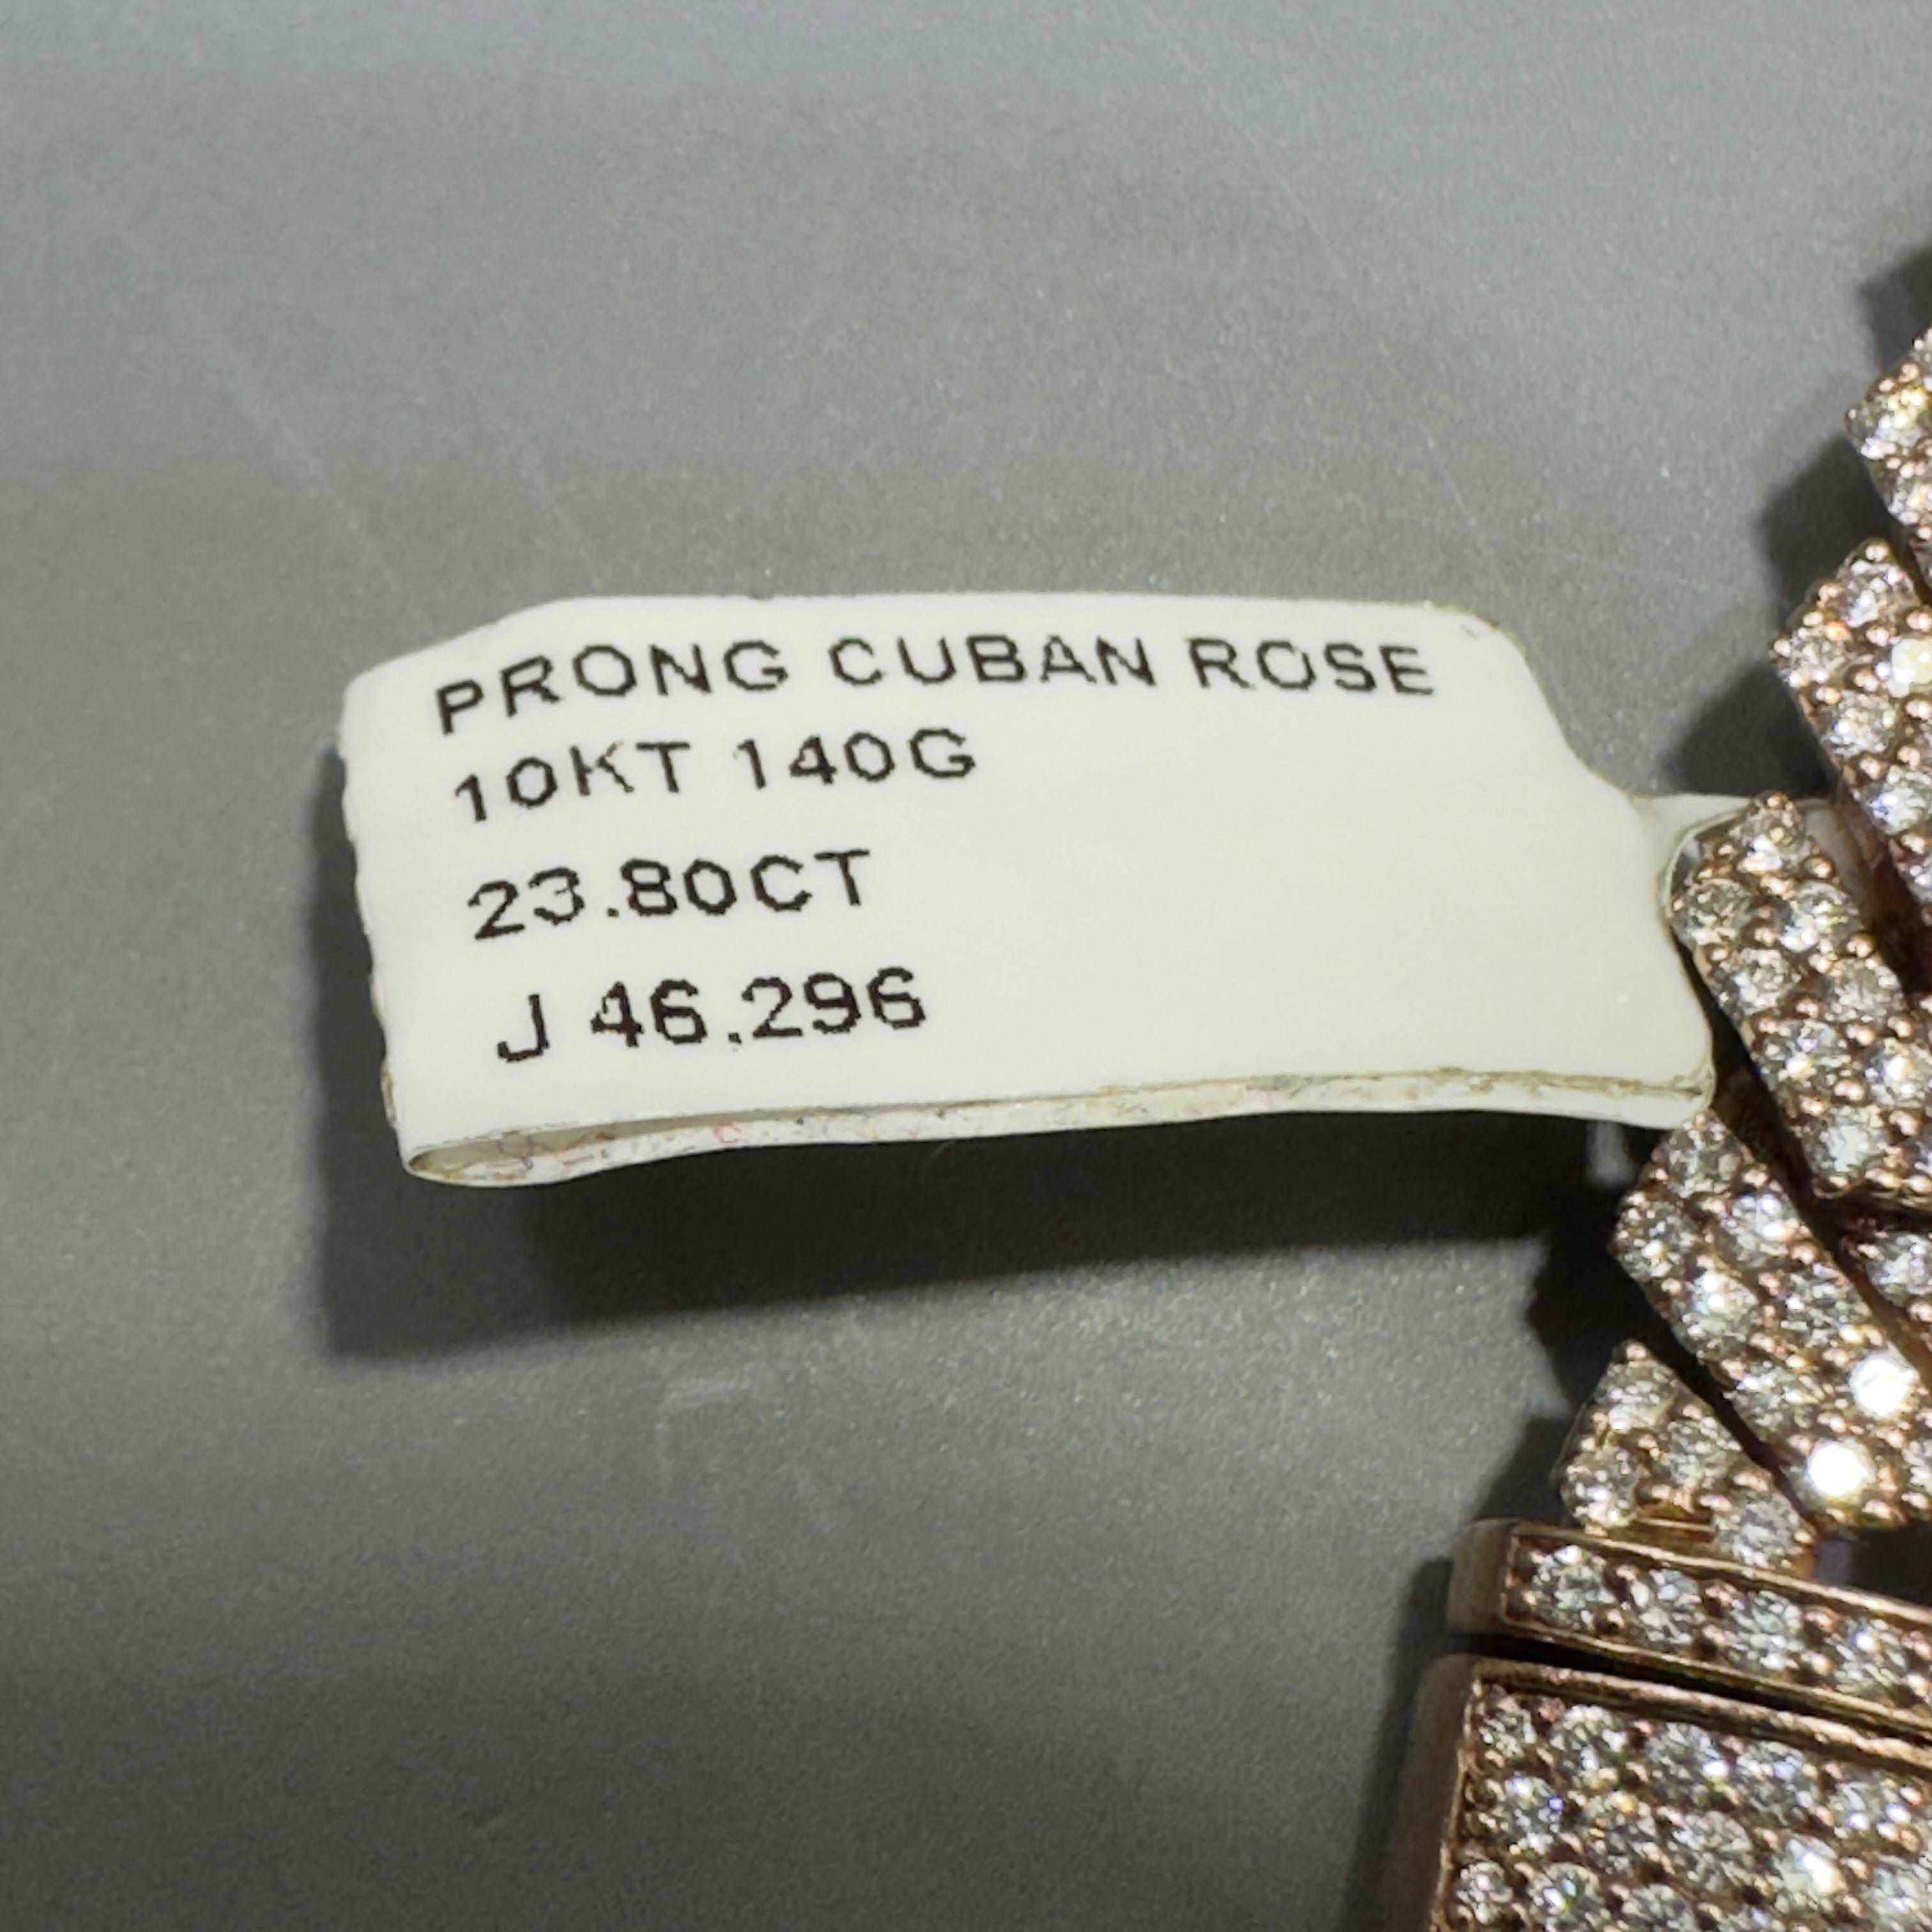 PRONG CUBAN ROSE
10KT 140G
23.80CT
J 46.296